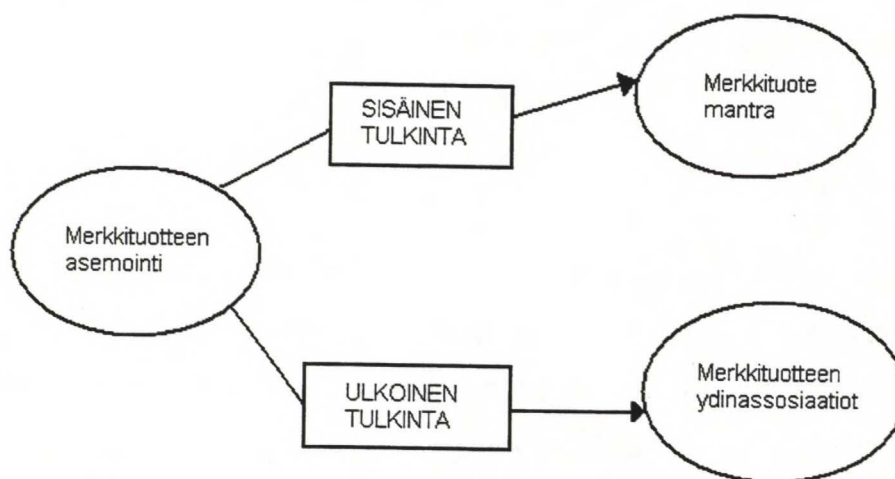 SISÄINEN
TULKINTA
Merkkituote
mantra
Merkkituotteen
asemointi
ULKOINEN
TULKINTA
Merkkituotteen
ydinassosiaatiot